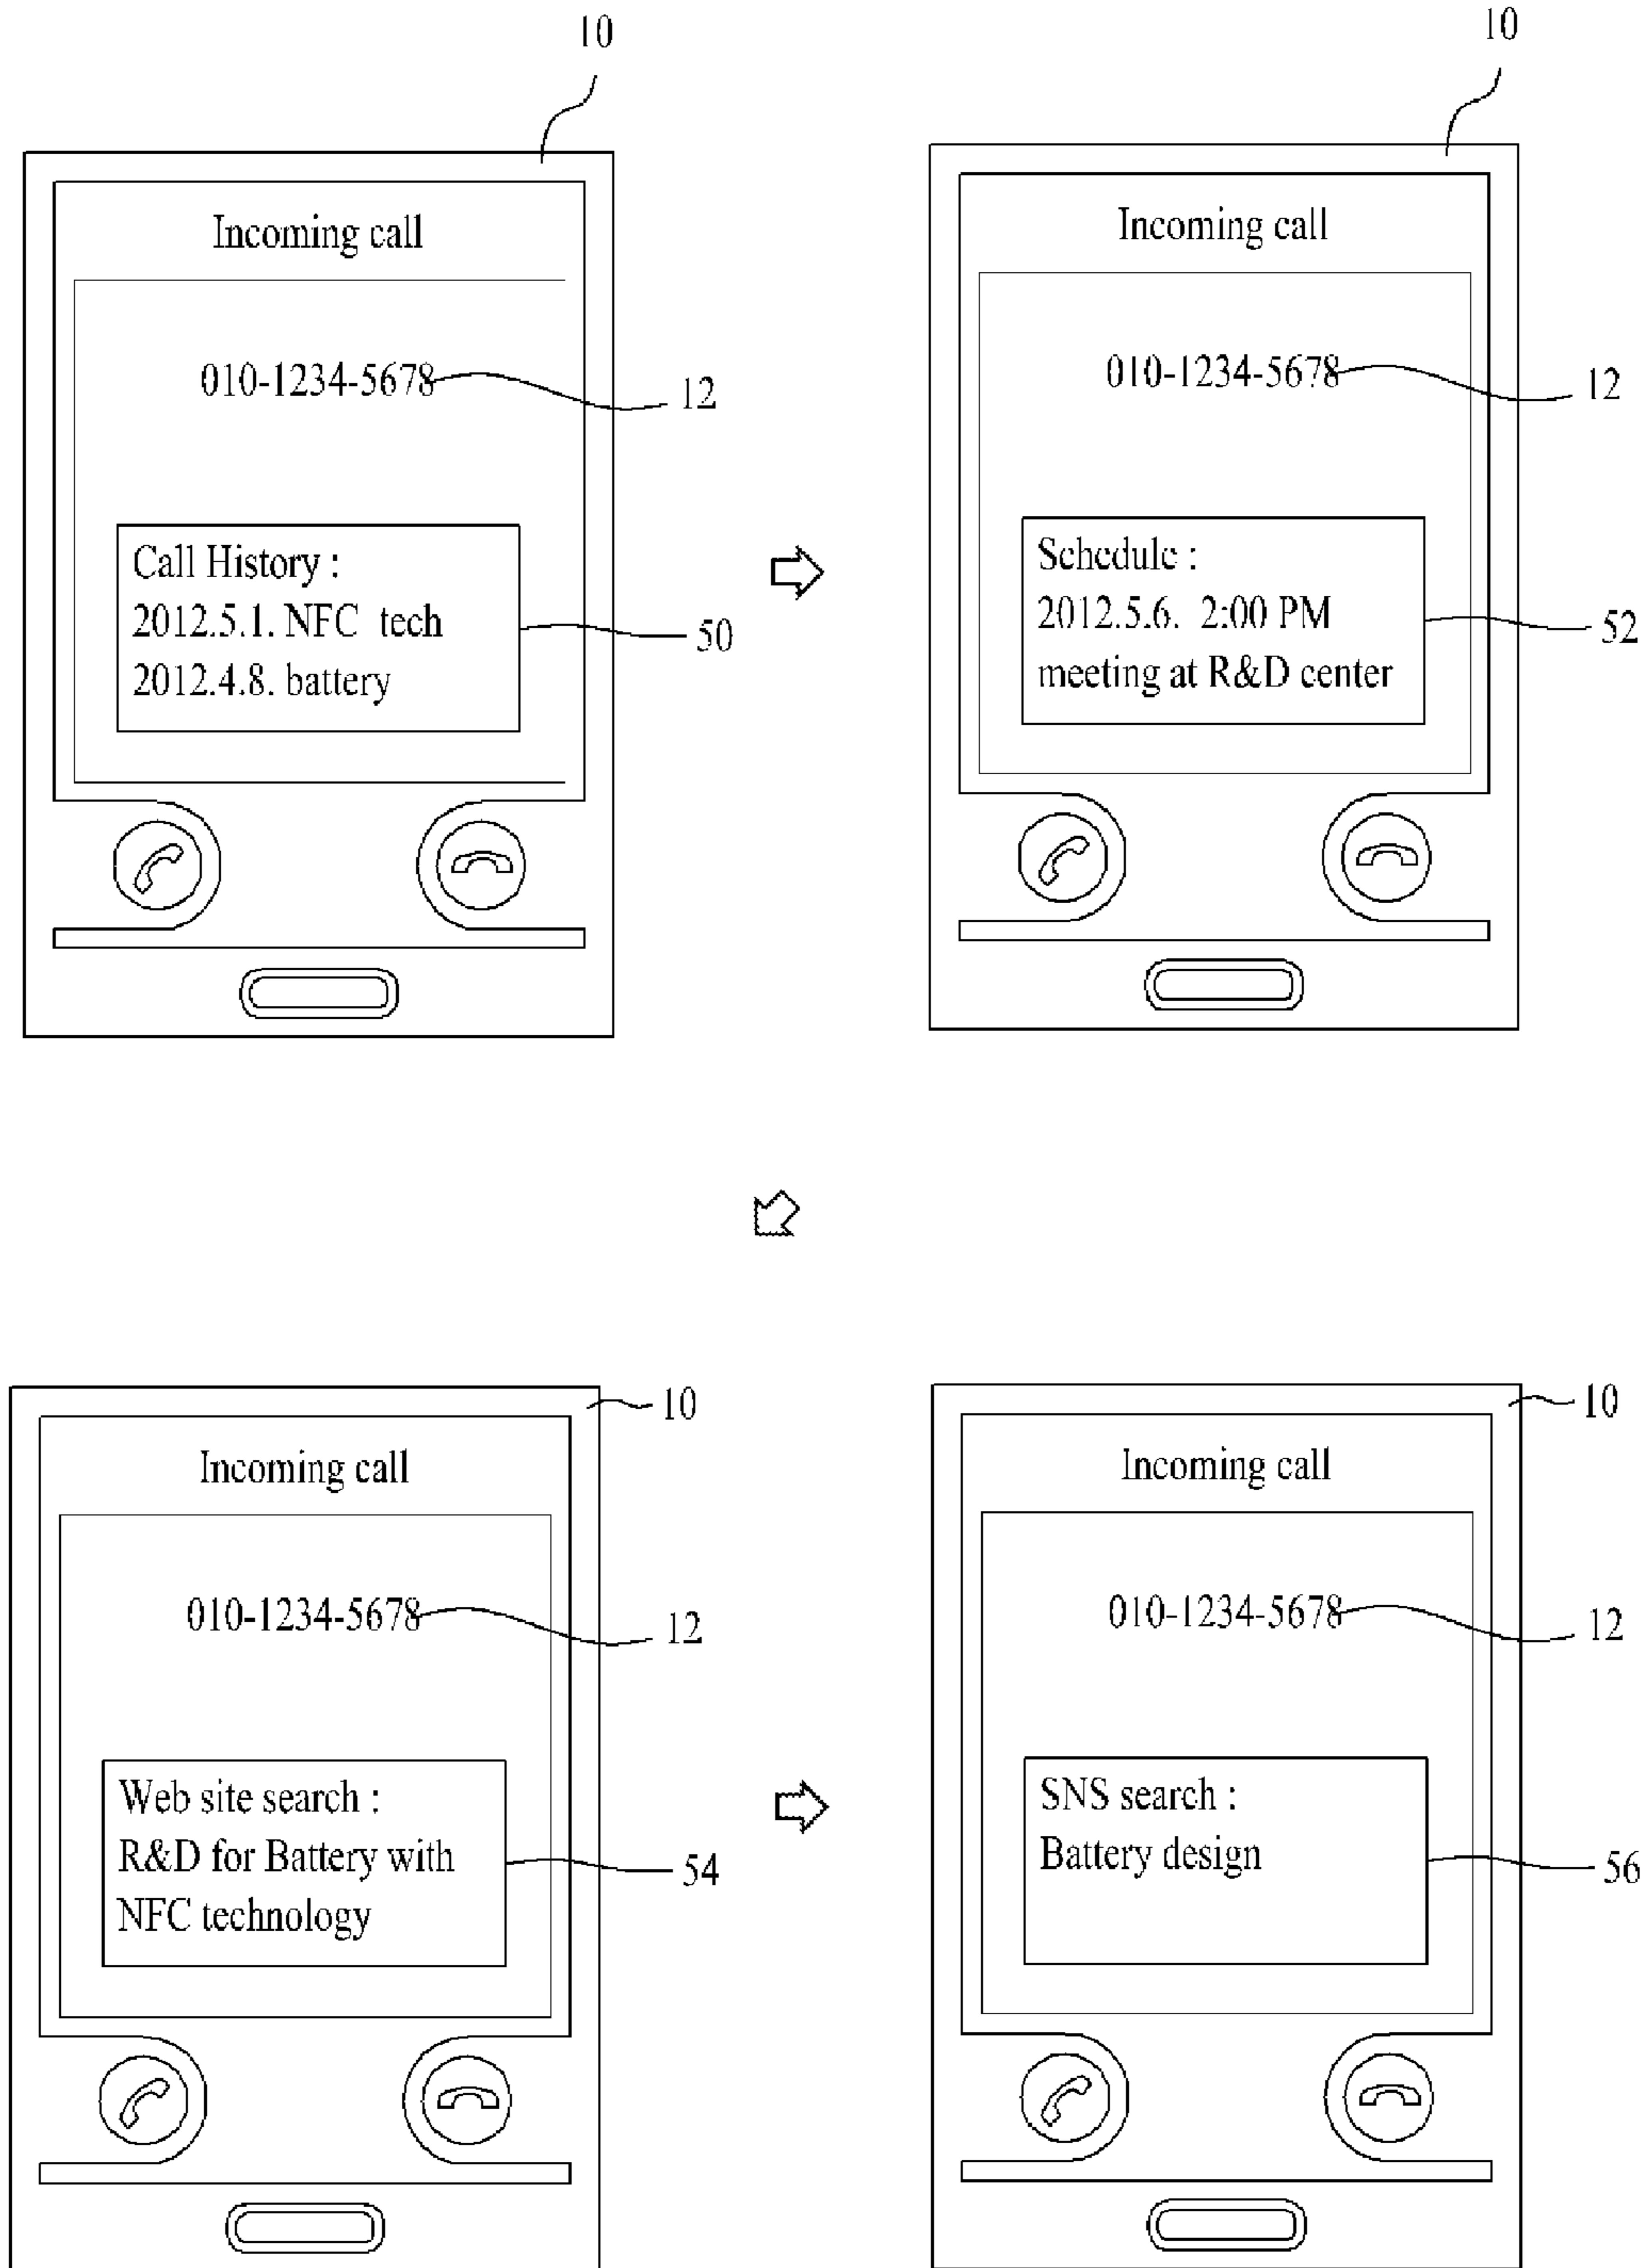 10
Incoming call
010-1234-5678
12
Call History :
2012.5.1. NFC tech
2012.4.8. battery
50
10
Incoming call
010-1234-5678
12
Schedule :
2012.5.6. 2:00 PM
meeting at R&D center
52
10
Incoming call
010-1234-5678
12
Web site search :
R&D for Battery with
NFC technology
54
10
Incoming call
010-1234-5678
12
SNS search :
Battery design
56